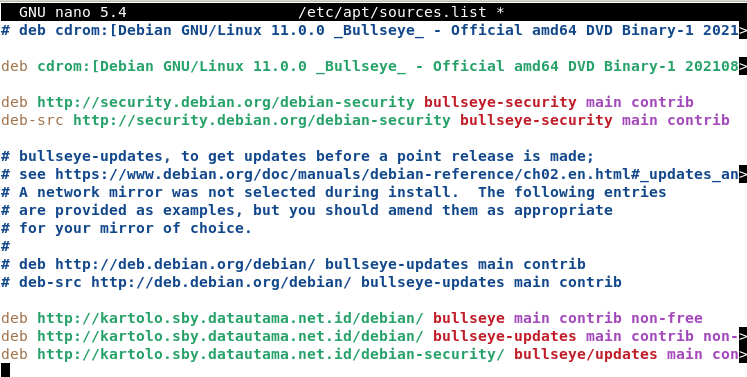 GNU nano 5.4 /etc/apt/sources.list *
# deb cdrom:[Debian GNU/Linux 11.0.0 _Bullseye_ - Official amd64 DVD Binary-1 2021>
deb cdrom:[Debian GNU/Linux 11.0.0 _Bullseye_ - Official amd64 DVD Binary-1 202108>
deb http://security.debian.org/debian-security bullseye-security main contrib
deb-src http://security.debian.org/debian-security bullseye-security main contrib
# bullseye-updates, to get updates before a point release is made;
# see https://www.debian.org/doc/manuals/debian-reference/ch02.en.html#_updates_an>
# A network mirror was not selected during install.  The following entries
# are provided as examples, but you should amend them as appropriate
# for your mirror of choice.
#
# deb http://deb.debian.org/debian/ bullseye-updates main contrib
# deb-src http://deb.debian.org/debian/ bullseye-updates main contrib
deb http://kartolo.sby.datautama.net.id/debian/ bullseye main contrib non-free
deb http://kartolo.sby.datautama.net.id/debian/ bullseye-updates main contrib non->
deb http://kartolo.sby.datautama.net.id/debian-security/ bullseye/updates main con>